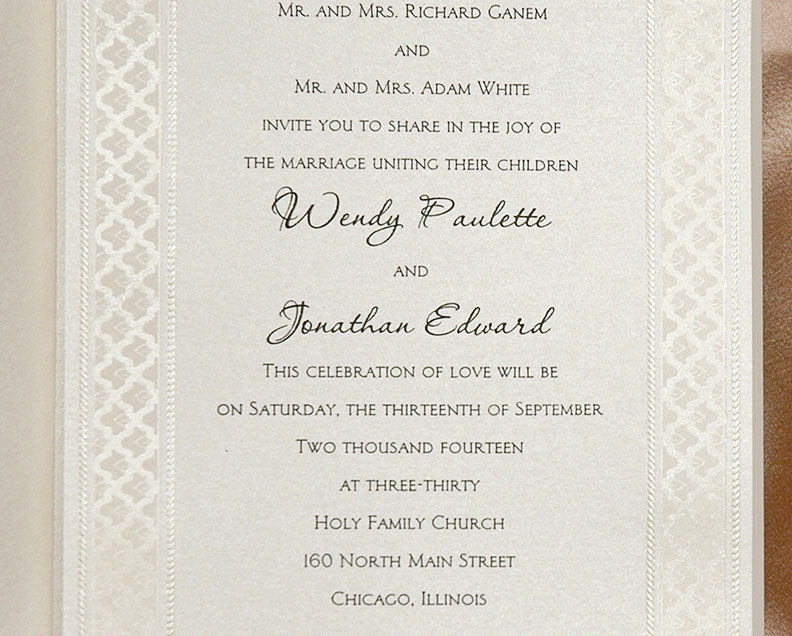 Mr. and Mrs. Richard Ganem
and
Mr. and Mrs. Adam White
invite you to share in the joy of
the marriage uniting their children
Wendy Paulette
and
Jonathan Edward
This celebration of love will be
on Saturday, the thirteenth of September
Two thousand fourteen
at three-thirty
Holy Family Church
160 North Main Street
Chicago, Illinois